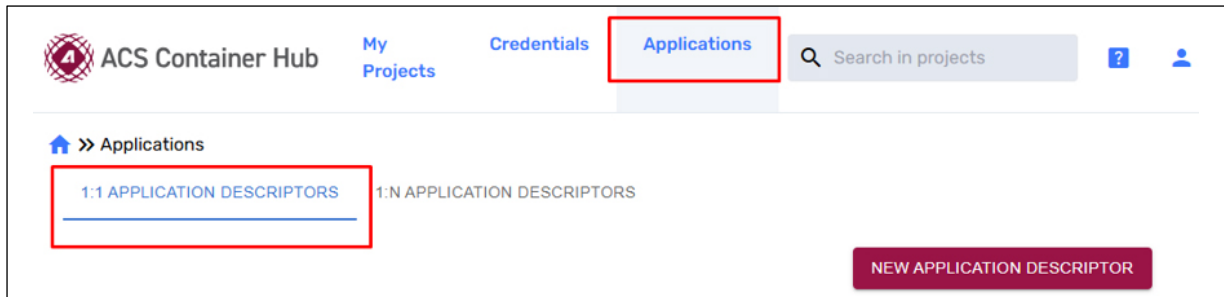 ACS Container Hub
My Projects
Credentials
Applications
Search in projects
?
>> Applications
1:1 APPLICATION DESCRIPTORS
1:N APPLICATION DESCRIPTORS
NEW APPLICATION DESCRIPTOR